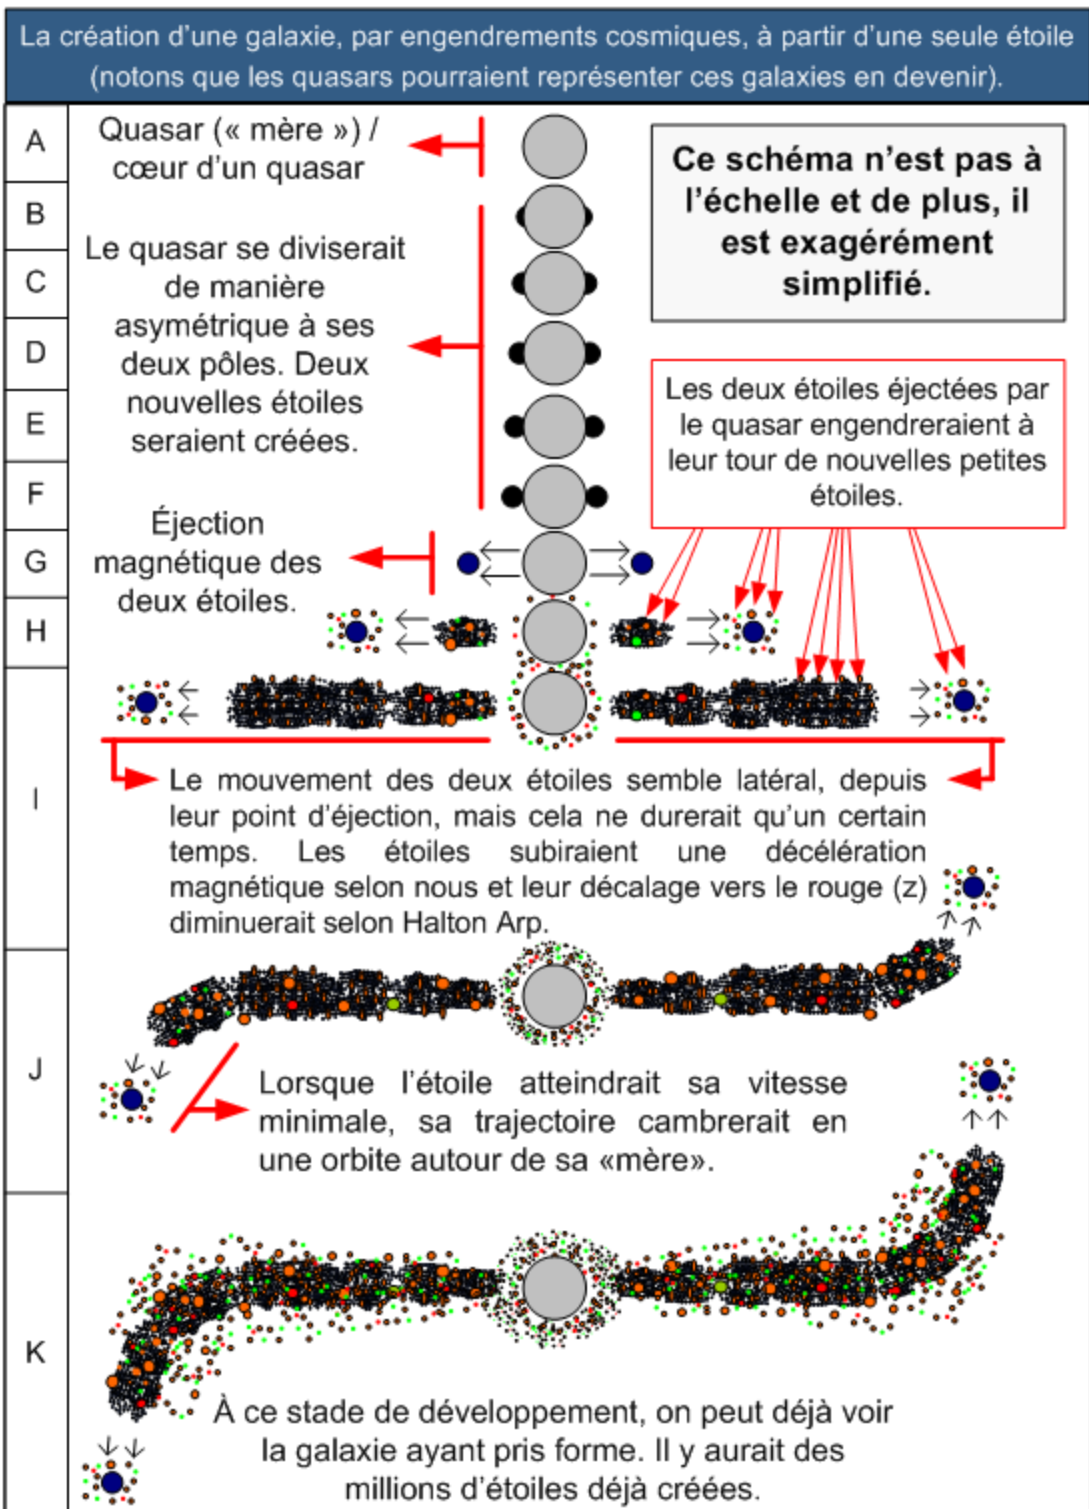 La création d'une galaxie, par engendrements cosmiques, à partir d'une seule étoile
(notons que les quasars pourraient représenter ces galaxies en devenir).
A
Quasar (« mère ») /
cœur d'un quasar
Ce schéma n'est pas à
l'échelle et de plus, il
est exagérément
simplifié.
B
C
D
E
F
Le quasar se diviserait
de manière
asymétrique à ses
deux pôles. Deux
nouvelles étoiles
seraient créées.
Les deux étoiles éjectées par
le quasar engendreraient à
leur tour de nouvelles petites
étoiles.
G
Éjection
magnétique des
deux étoiles.
H
I
Le mouvement des deux étoiles semble latéral, depuis
leur point d'éjection, mais cela ne durerait qu'un certain
temps. Les étoiles subiraient une décélération
magnétique selon nous et leur décalage vers le rouge (z)
diminuerait selon Halton Arp.
J
Lorsque l'étoile atteindrait sa vitesse
minimale, sa trajectoire cambrerait en
une orbite autour de sa «mère».
K
À ce stade de développement, on peut déjà voir
la galaxie ayant pris forme. Il y aurait des
millions d'étoiles déjà créées.